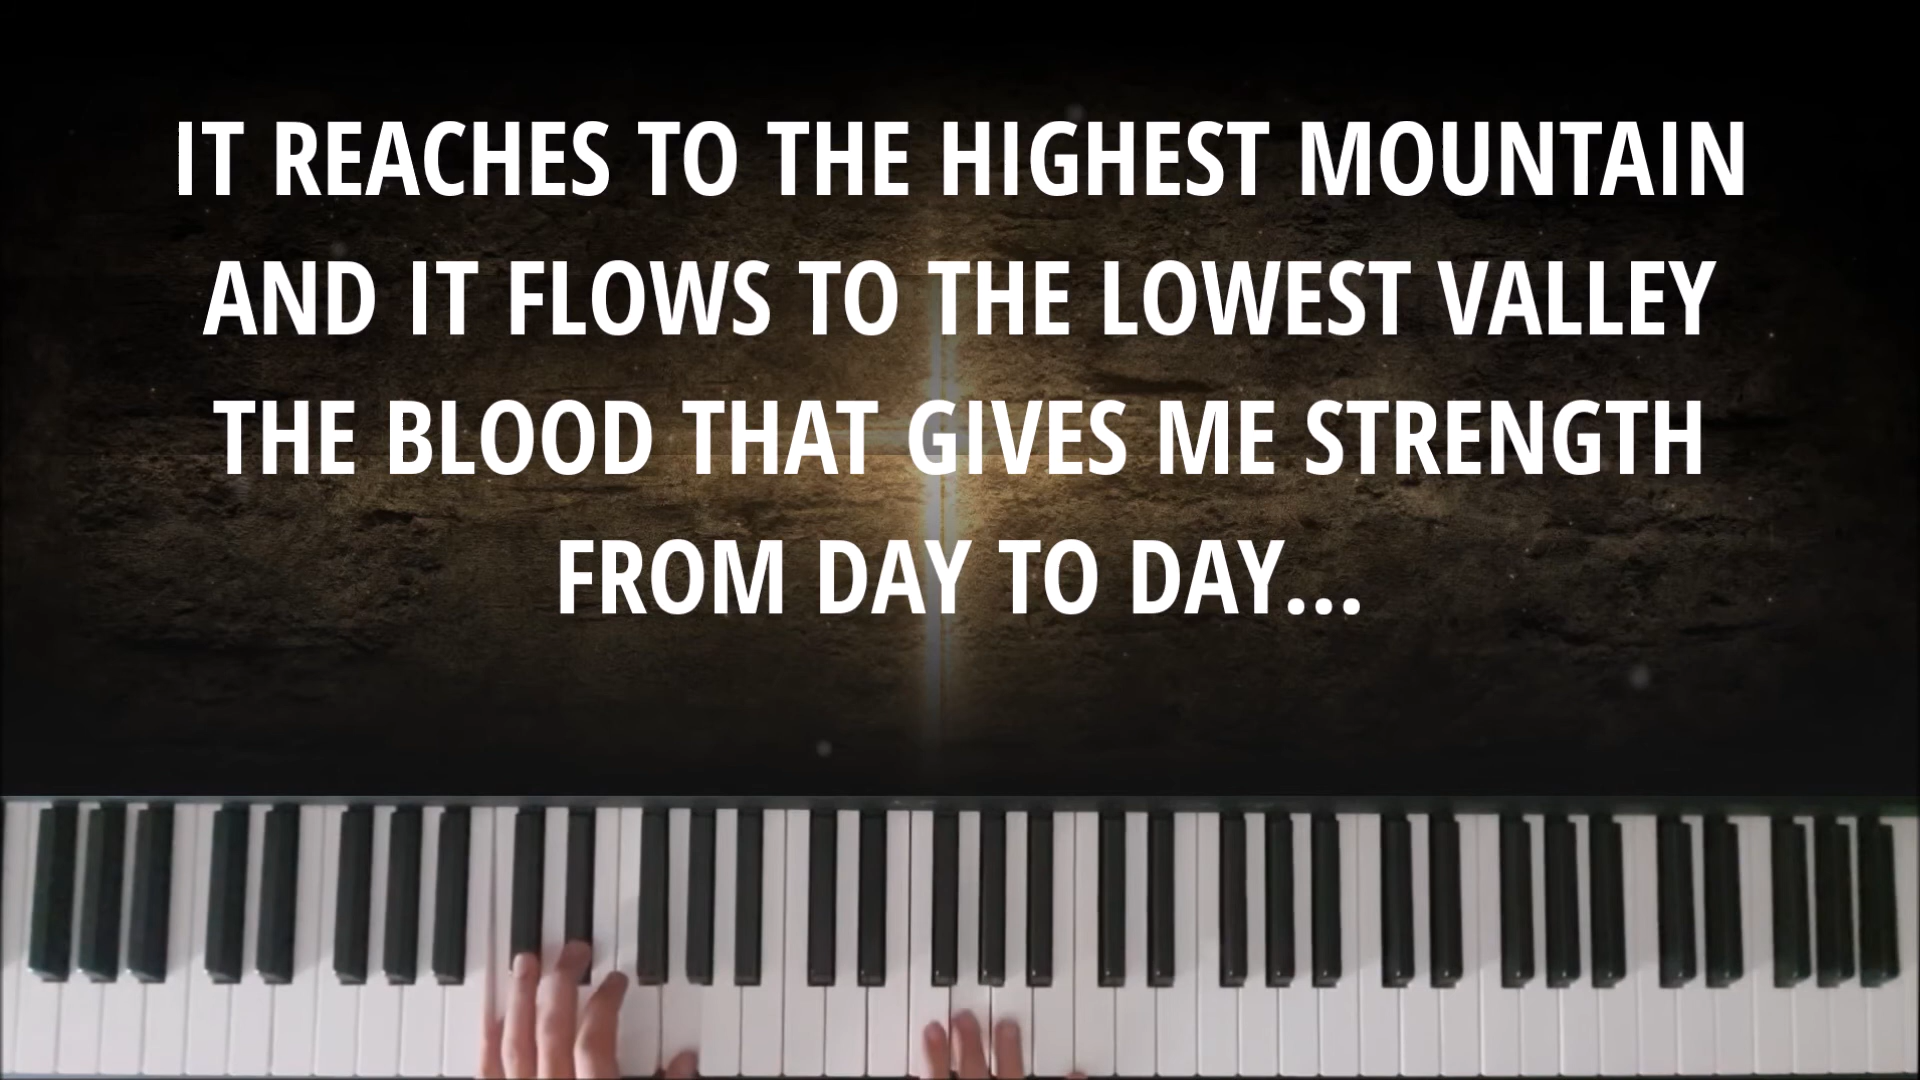 IT REACHES TO THE HIGHEST MOUNTAIN
AND IT FLOWS TO THE LOWEST VALLEY
THE BLOOD THAT GIVES ME STRENGTH
FROM DAY TO DAY...